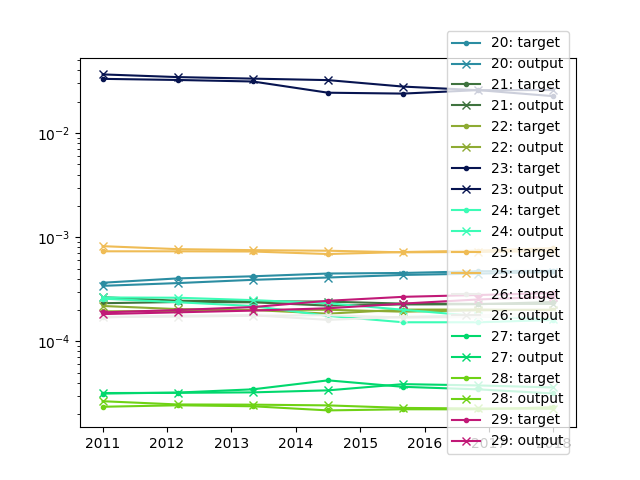 20: target
20: output
21: target
21: output
22: target
22: output
23: target
23: output
24: target
24: output
25: target
25: output
26: target
26: output
27: target
27: output
28: target
28: output
29: target
29: output
10⁻²
10⁻³
10⁻⁴
2011 2012 2013 2014 2015 2016 2017 2018